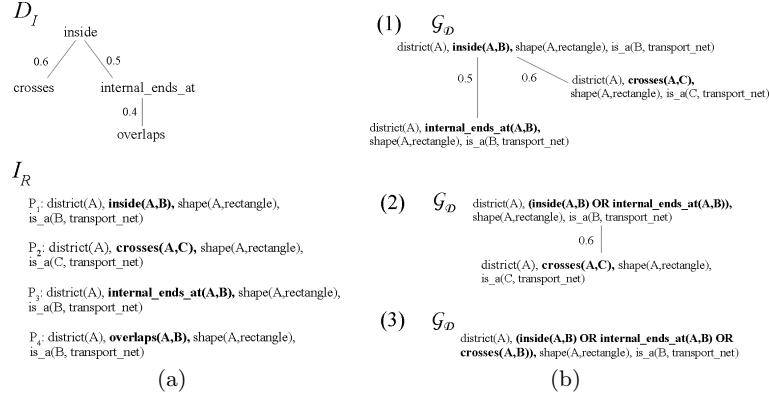 D_I
inside
0.6
0.5
crosses
internal_ends_at
0.4
overlaps
I_R
P1: district(A), inside(A,B), shape(A,rectangle),
is_a(B, transport_net)
P2: district(A), crosses(A,C), shape(A,rectangle),
is_a(C, transport_net)
P3: district(A), internal_ends_at(A,B), shape(A,rectangle),
is_a(B, transport_net)
P4: district(A), overlaps(A,B), shape(A,rectangle),
is_a(B, transport_net)
(a)
(1) G_D
district(A), inside(A,B), shape(A,rectangle), is_a(B, transport_net)
0.5
0.6
district(A), crosses(A,C),
shape(A,rectangle), is_a(C, transport_net)
district(A), internal_ends_at(A,B),
shape(A,rectangle), is_a(B, transport_net)
(2) G_D
district(A), (inside(A,B) OR internal_ends_at(A,B)),
shape(A,rectangle), is_a(B, transport_net)
0.6
district(A), crosses(A,C), shape(A,rectangle),
is_a(C, transport_net)
(3) G_D
district(A), (inside(A,B) OR internal_ends_at(A,B) OR
crosses(A,B)), shape(A,rectangle), is_a(B, transport_net)
(b)